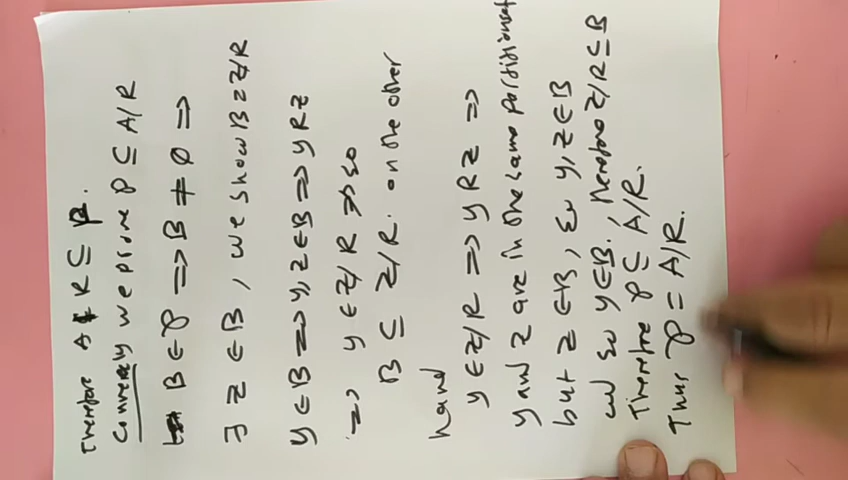 Therefore A/R ⊆ P.
Conversely we prove P ⊆ A/R
B ∈ P ⇒ B ≠ ∅ ⇒
∃ z ∈ B, we show B = z/R
y ∈ B ⇒ y, z ∈ B ⇒ y R z
⇒ y ∈ z/R ⇒ so
B ⊆ z/R. on the other
hand
y ∈ z/R ⇒ y R z ⇒
y and z are in the same partition set
but z ∈ B, so y, z ∈ B
so y ∈ B., therefore z/R ⊆ B
Therefore P ⊆ A/R.
Thus P = A/R.